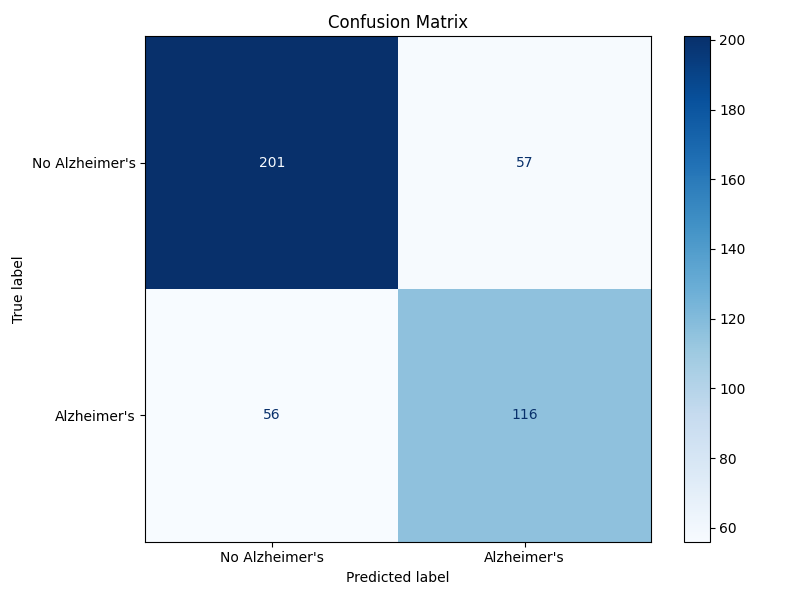 Confusion Matrix
No Alzheimer's
201
57
Alzheimer's
56
116
No Alzheimer's
Alzheimer's
Predicted label
True label
200
180
160
140
120
100
80
60